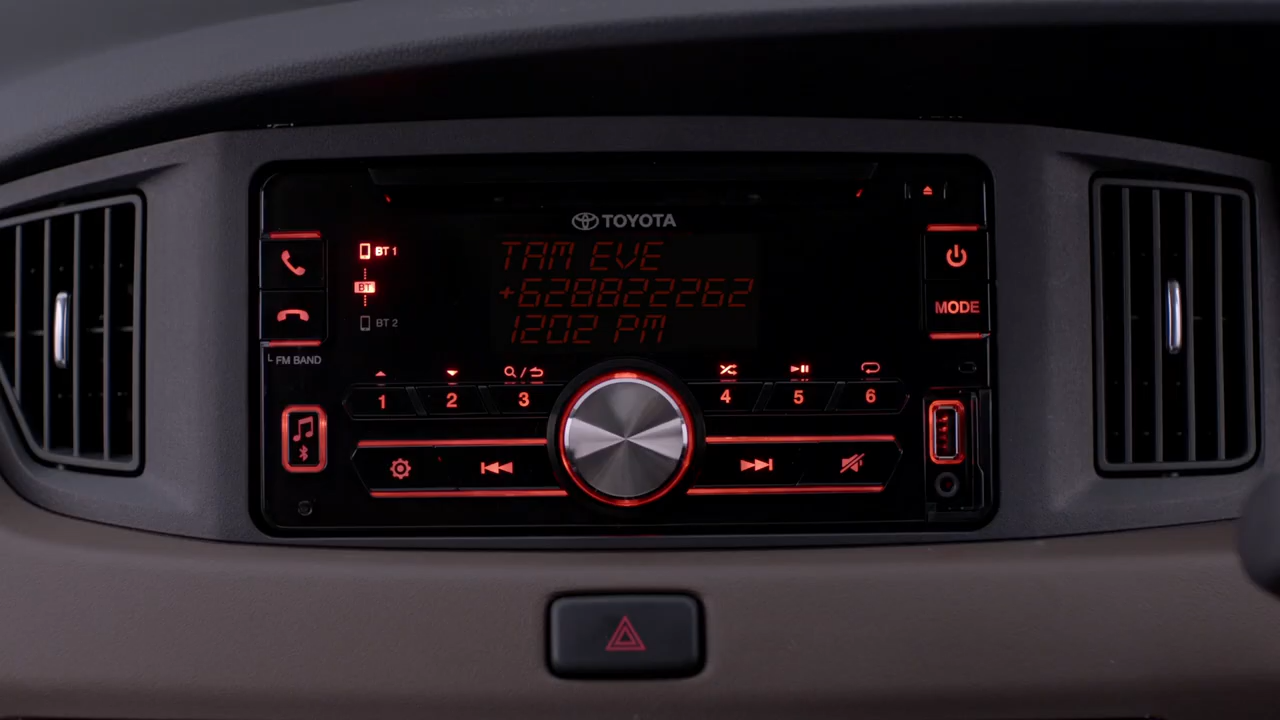 TOYOTA
TAM EVE
+628822262
1202 PM
BT 1
BT
BT 2
FM BAND
MODE
1
2
3
4
5
6